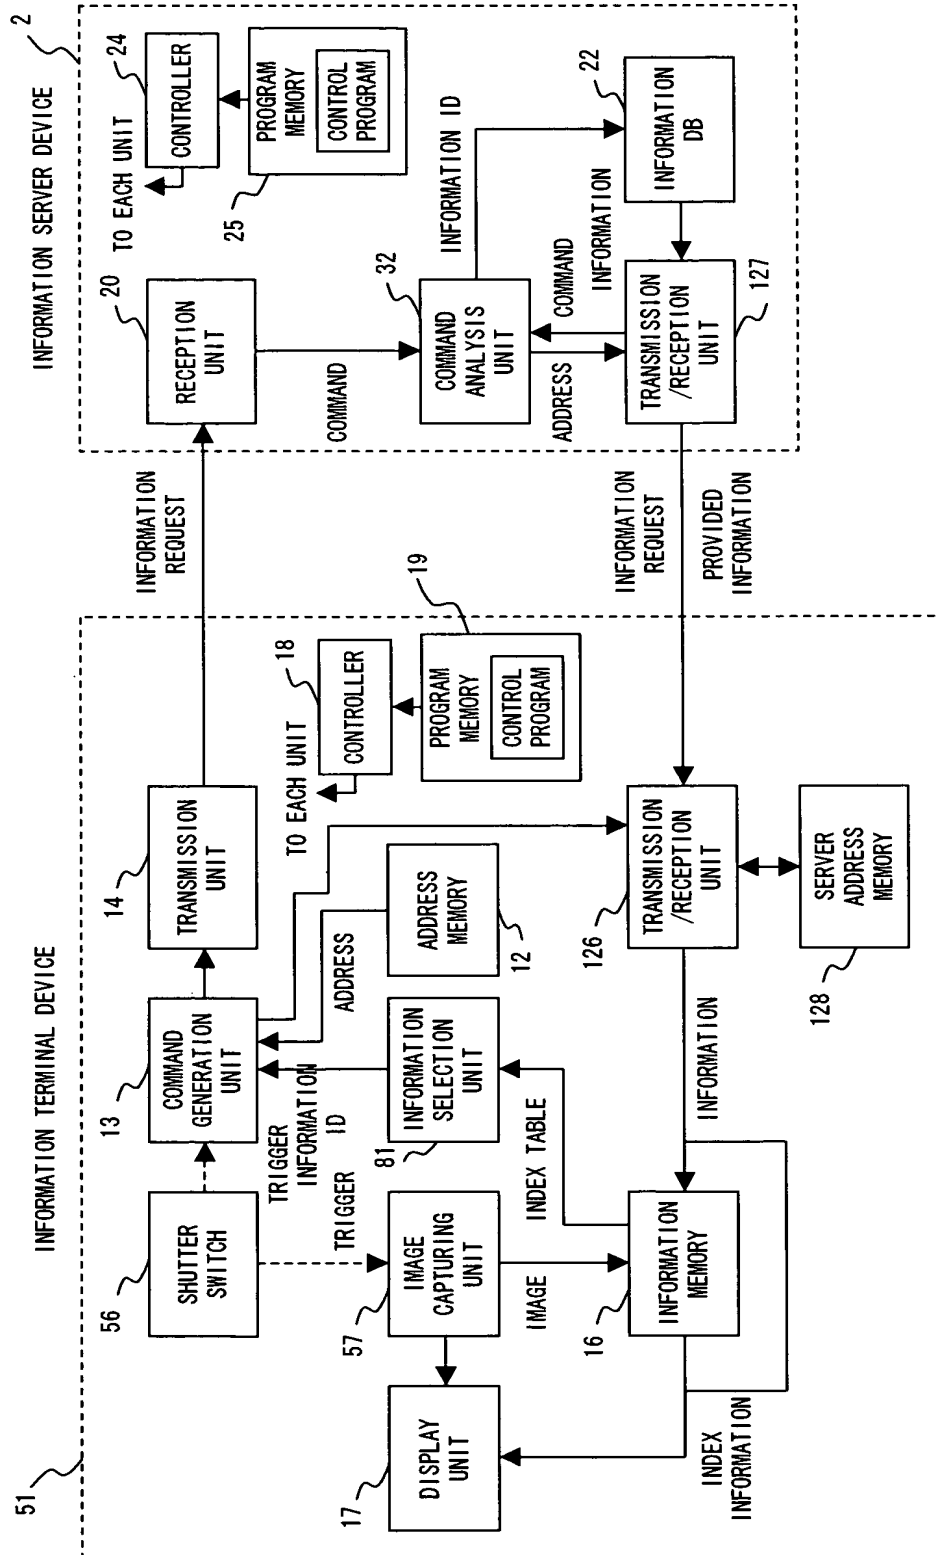 INFORMATION TERMINAL DEVICE
51
56
SHUTTER
SWITCH
13
COMMAND
GENERATION
UNIT
14
TRANSMISSION
UNIT
INFORMATION
REQUEST
TRIGGER
TRIGGER
INFORMATION
ID
ADDRESS
TO EACH UNIT
18
CONTROLLER
19
PROGRAM
MEMORY
CONTROL
PROGRAM
17
DISPLAY
UNIT
57
IMAGE
CAPTURING
UNIT
81
INFORMATION
SELECTION
UNIT
12
ADDRESS
MEMORY
IMAGE
INDEX TABLE
16
INFORMATION
MEMORY
INFORMATION
126
TRANSMISSION
/RECEPTION
UNIT
INFORMATION
REQUEST
PROVIDED
INFORMATION
INDEX
INFORMATION
128
SERVER
ADDRESS
MEMORY
INFORMATION SERVER DEVICE
2
20
RECEPTION
UNIT
TO EACH UNIT
24
CONTROLLER
25
PROGRAM
MEMORY
CONTROL
PROGRAM
COMMAND
32
COMMAND
ANALYSIS
UNIT
INFORMATION ID
ADDRESS
COMMAND
INFORMATION
22
INFORMATION
DB
127
TRANSMISSION
/RECEPTION
UNIT